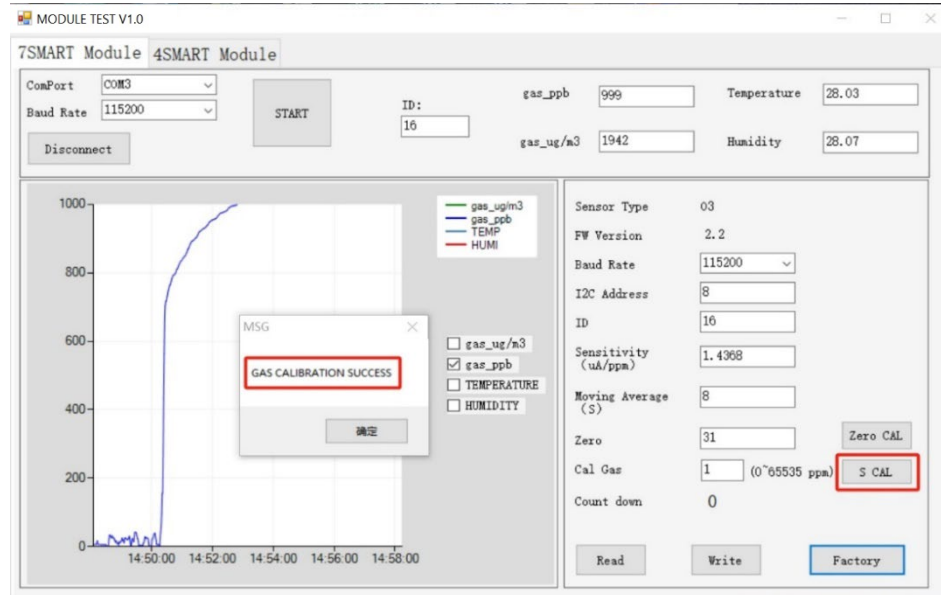 MODULE TEST V1.0
7SMART Module 4SMART Module
ComPort COM3
Baud Rate 115200
Disconnect
START
ID:
16
gas_ppb 999
gas_ug/m3 1942
Temperature 28.03
Humidity 28.07
1000
800
600
400
200
0
14:50:00 14:52:00 14:54:00 14:56:00 14:58:00
gas_ug/m3
gas_ppb
TEMP
HUMI
MSG
GAS CALIBRATION SUCCESS
确定
gas_ug/m3
gas_ppb
TEMPERATURE
HUMIDITY
Sensor Type 03
FW Version 2.2
Baud Rate 115200
I2C Address 8
ID 16
Sensitivity 1.4368
(uA/ppm)
Moving Average 8
(S)
Zero 31 Zero CAL
Cal Gas 1 (0~65535 ppm) S CAL
Count down 0
Read Write Factory